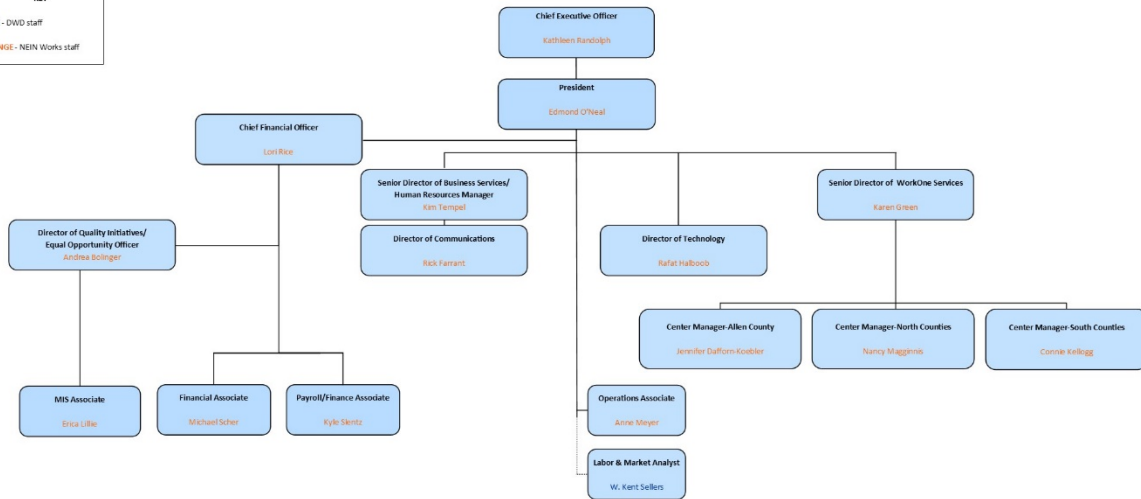 - DWD staff
NGE - NEIN Works staff
Chief Executive Officer
Kathleen Randolph
President
Edmond O'Neal
Chief Financial Officer
Lori Rice
Senior Director of Business Services/
Human Resources Manager
Kim Tempel
Senior Director of WorkOne Services
Karen Green
Director of Quality Initiatives/
Equal Opportunity Officer
Andrea Bolinger
Director of Communications
Rick Farrant
Director of Technology
Rafat Halboob
Center Manager-Allen County
Jennifer Dafforn-Koebler
Center Manager-North Counties
Nancy Magginnis
Center Manager-South Counties
Connie Kellogg
MIS Associate
Erica Lillie
Financial Associate
Michael Scher
Payroll/Finance Associate
Kyle
Operations Associate
Anne Meyer
Labor & Market Analyst
W. Kent Sellers